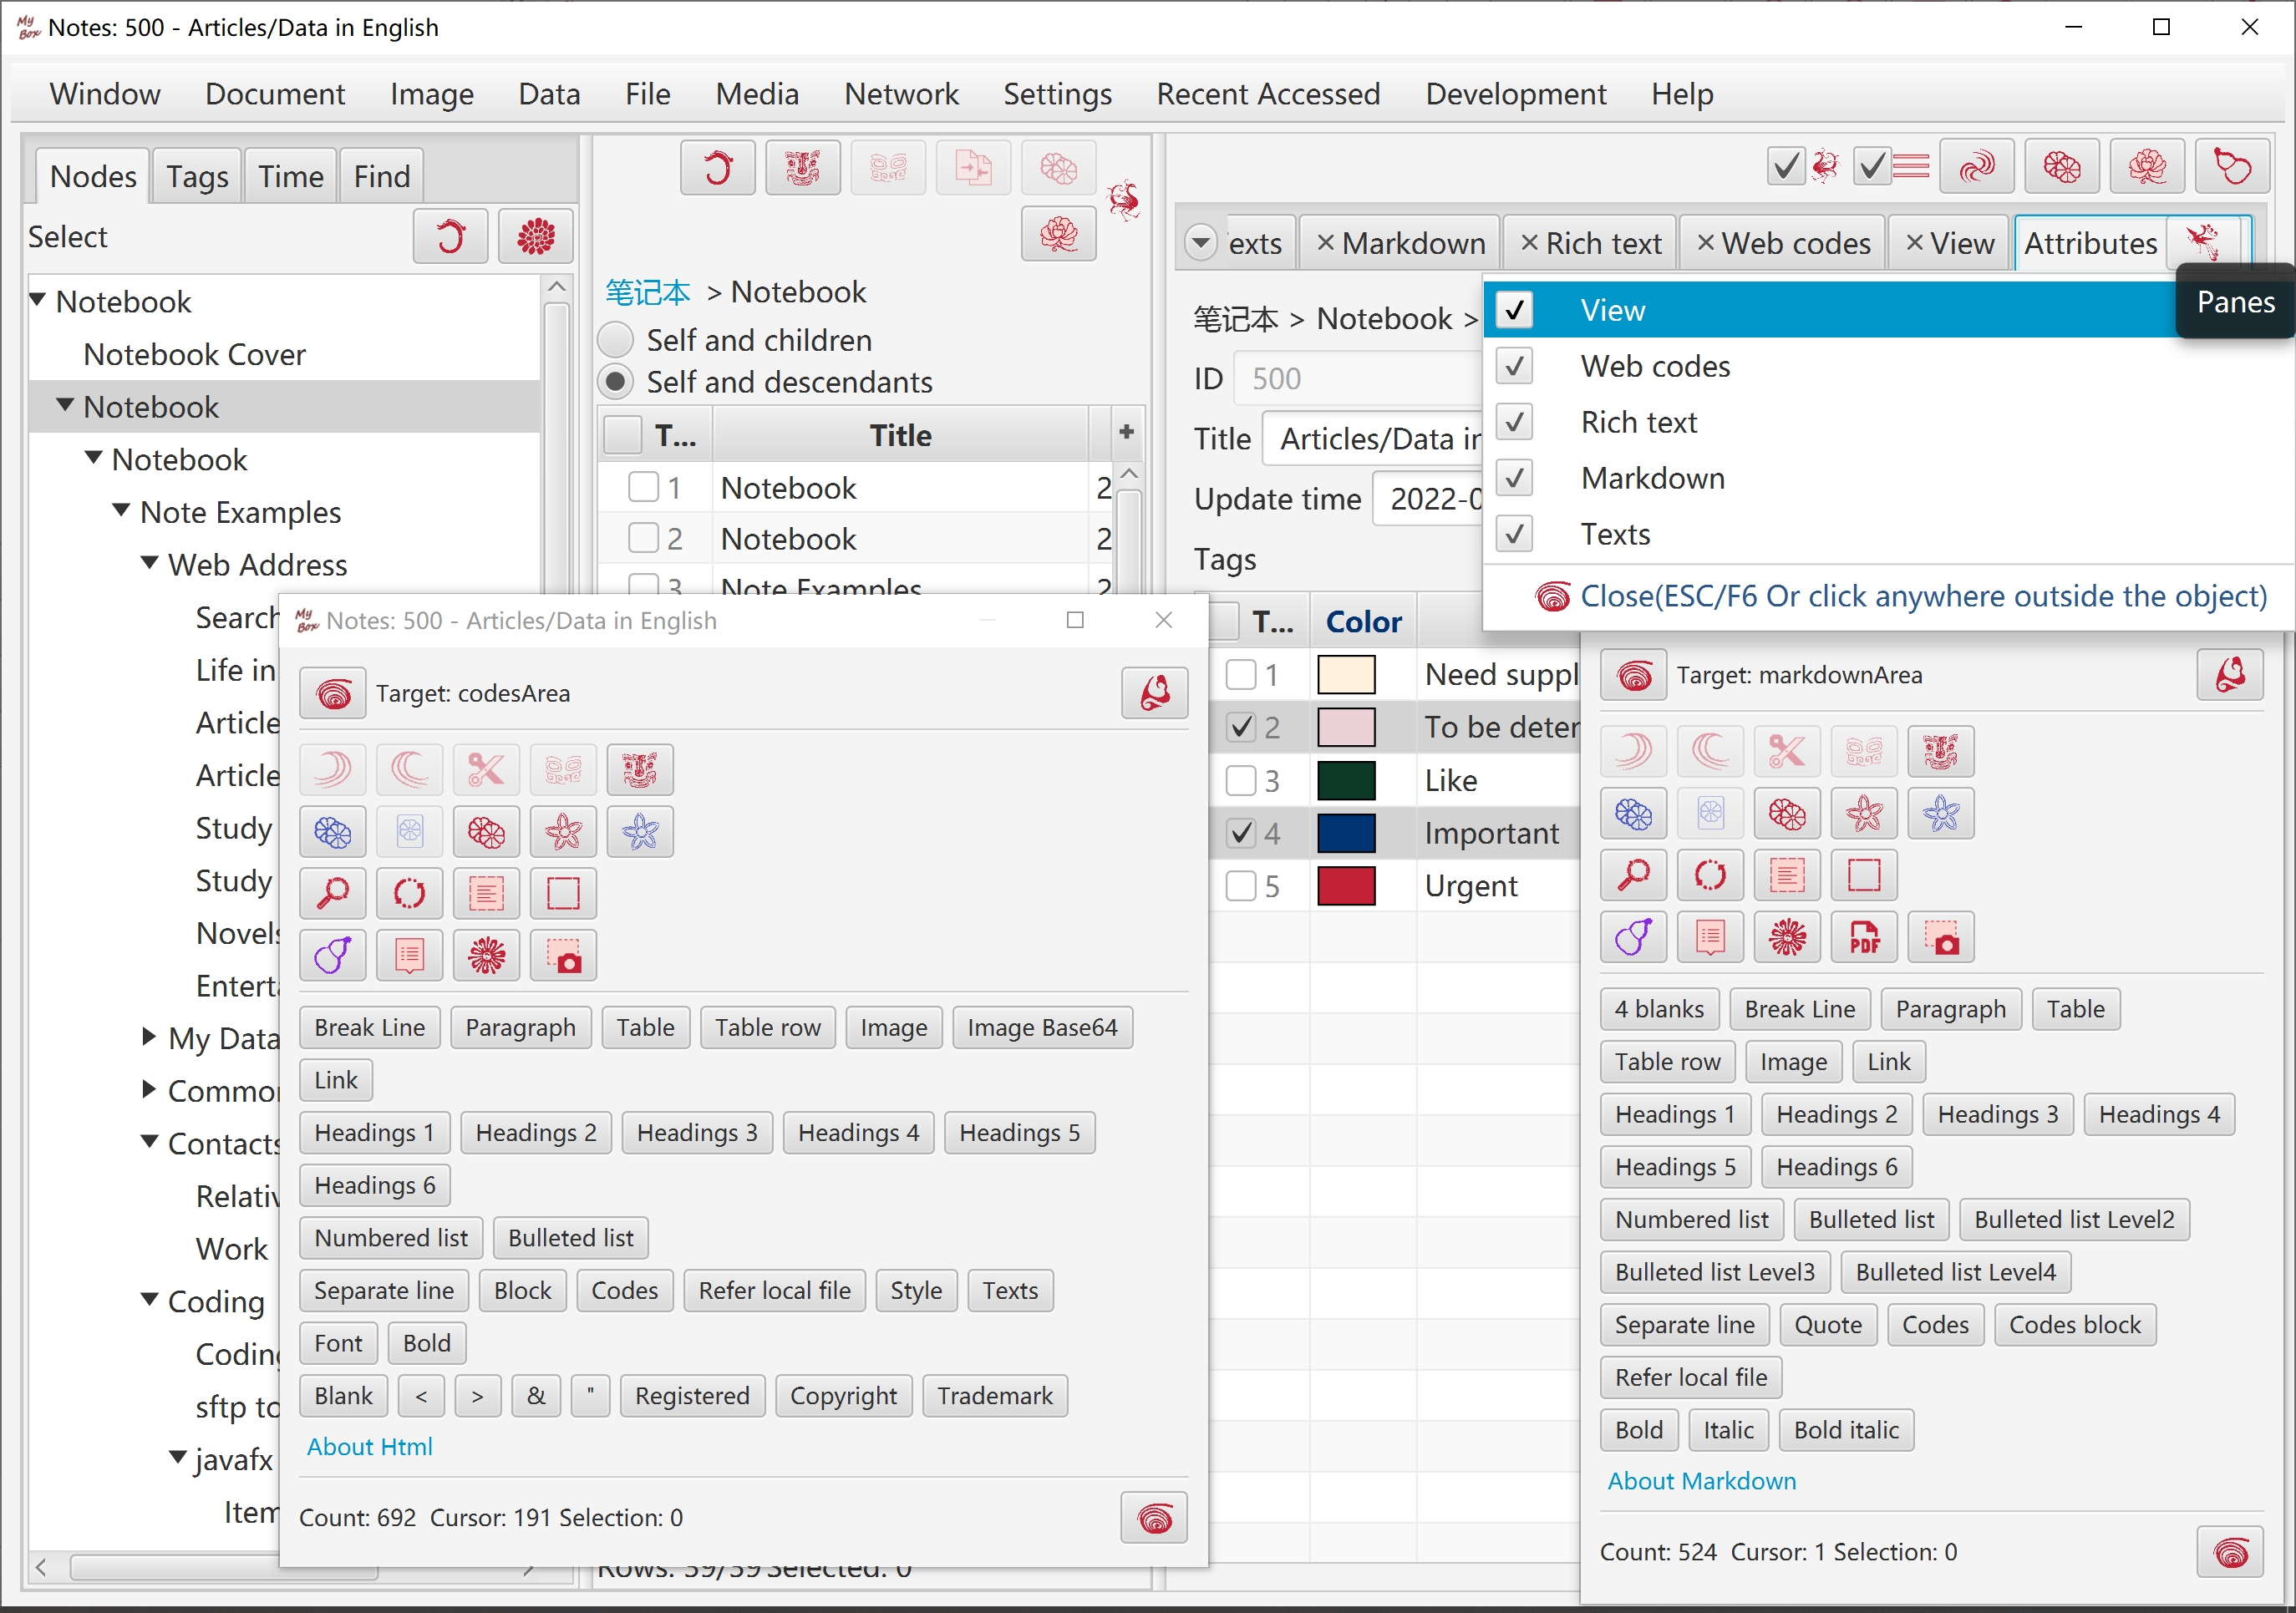 My Box Notes: 500 - Articles/Data in English
Window Document Image Data File Media Network Settings Recent Accessed Development Help
Nodes Tags Time Find
Select
Notebook
Notebook Cover
Notebook
Notebook
Note Examples
Web Address
Search
Life in
Article
Article
Study
Study
Novels
Enterta
My Data
Common
Contacts
Relativ
Work
Coding
Coding
sftp to
javafx
Item
笔记本 > Notebook
Self and children
Self and descendants
T... Title +
1 Notebook 2
2 Notebook 2
3 Note Examples 2
Rows: 39/39 Selected: 0
exts Markdown Rich text Web codes View Attributes
Panes
笔记本 > Notebook >
ID 500
Title Articles/Data in
Update time 2022-0
Tags
T... Color
1 Need suppl
2 To be deter
3 Like
4 Important
5 Urgent
View
Web codes
Rich text
Markdown
Texts
Close(ESC/F6 Or click anywhere outside the object)
My Box Notes: 500 - Articles/Data in English
Target: codesArea
Break Line Paragraph Table Table row Image Image Base64
Link
Headings 1 Headings 2 Headings 3 Headings 4 Headings 5
Headings 6
Numbered list Bulleted list
Separate line Block Codes Refer local file Style Texts
Font Bold
Blank < > & " Registered Copyright Trademark
About Html
Count: 692 Cursor: 191 Selection: 0
Target: markdownArea
PDF
4 blanks Break Line Paragraph Table
Table row Image Link
Headings 1 Headings 2 Headings 3 Headings 4
Headings 5 Headings 6
Numbered list Bulleted list Bulleted list Level2
Bulleted list Level3 Bulleted list Level4
Separate line Quote Codes Codes block
Refer local file
Bold Italic Bold italic
About Markdown
Count: 524 Cursor: 1 Selection: 0